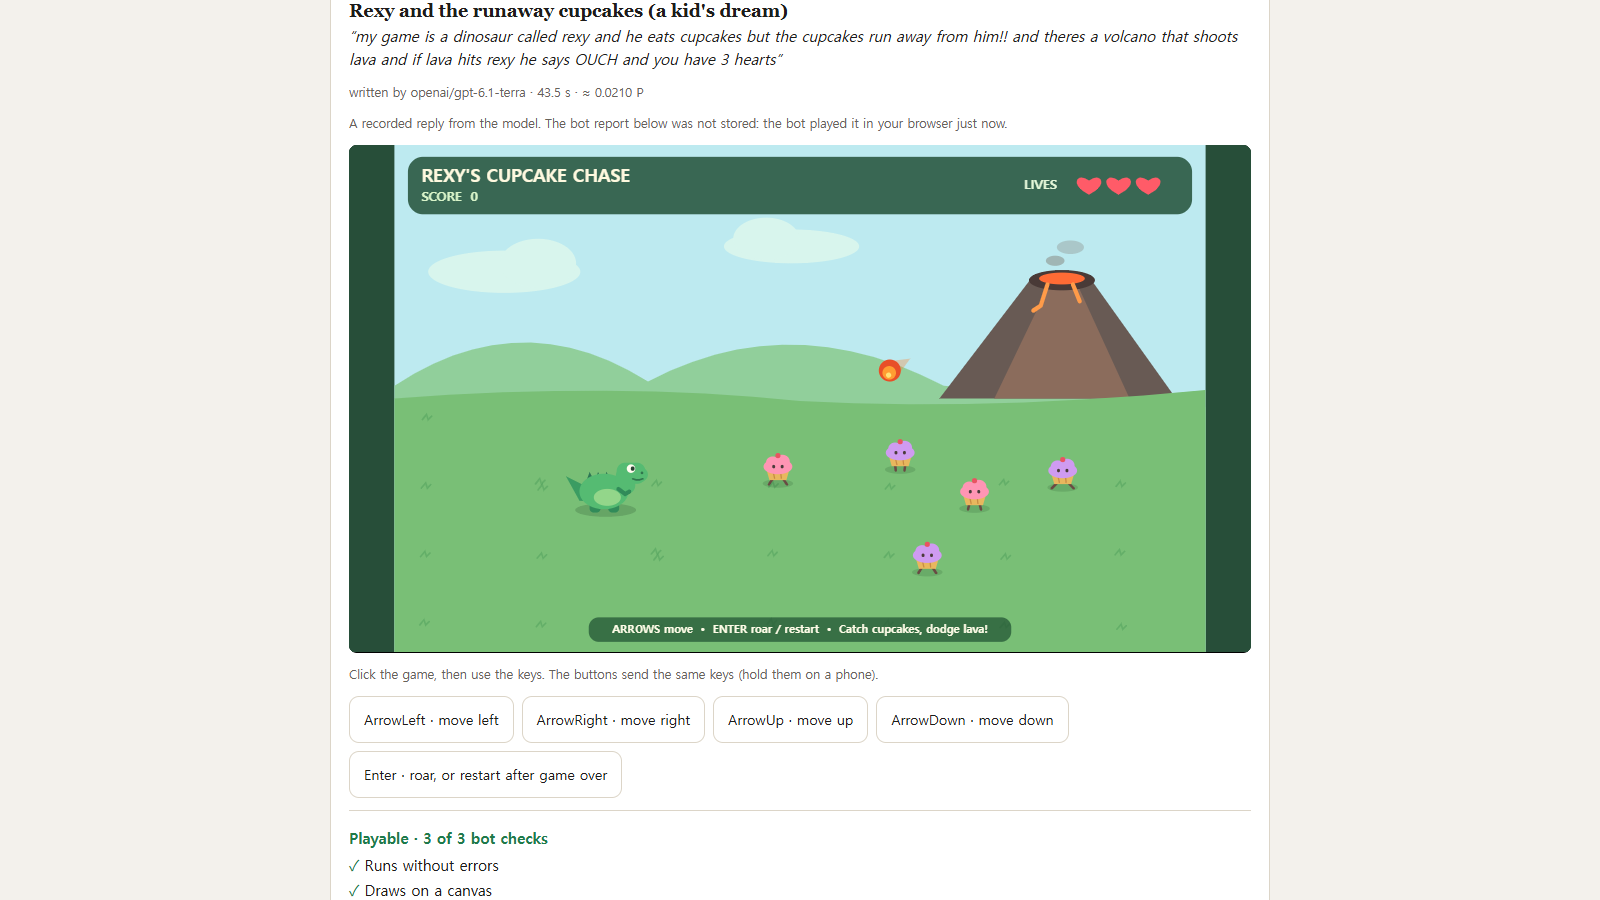 Rexy and the runaway cupcakes (a kid's dream)
“my game is a dinosaur called rexy and he eats cupcakes but the cupcakes run away from him!! and theres a volcano that shoots
lava and if lava hits rexy he says OUCH and you have 3 hearts”
written by openai/gpt-6.1-terra · 43.5 s · ≈ 0.0210 P
A recorded reply from the model. The bot report below was not stored: the bot played it in your browser just now.
REXY'S CUPCAKE CHASE
SCORE 0
LIVES
ARROWS move • ENTER roar / restart • Catch cupcakes, dodge lava!
Click the game, then use the keys. The buttons send the same keys (hold them on a phone).
ArrowLeft · move left
ArrowRight · move right
ArrowUp · move up
ArrowDown · move down
Enter · roar, or restart after game over
Playable · 3 of 3 bot checks
✓ Runs without errors
✓ Draws on a canvas